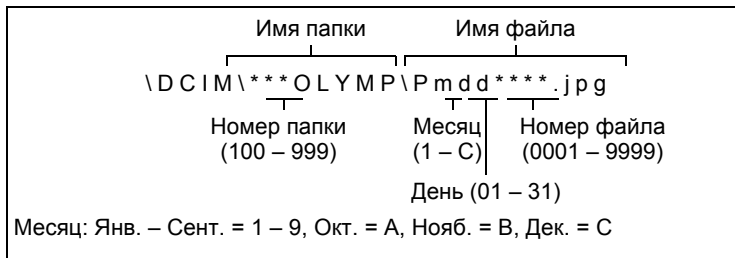 Имя папки Имя файла
\DCIM\***OLYMP\Pmdd****.jpg
Номер папки Месяц Номер файла
(100 – 999) (1 – C) (0001 – 9999)
День (01 – 31)
Месяц: Янв. – Сент. = 1 – 9, Окт. = A, Нояб. = B, Дек. = C